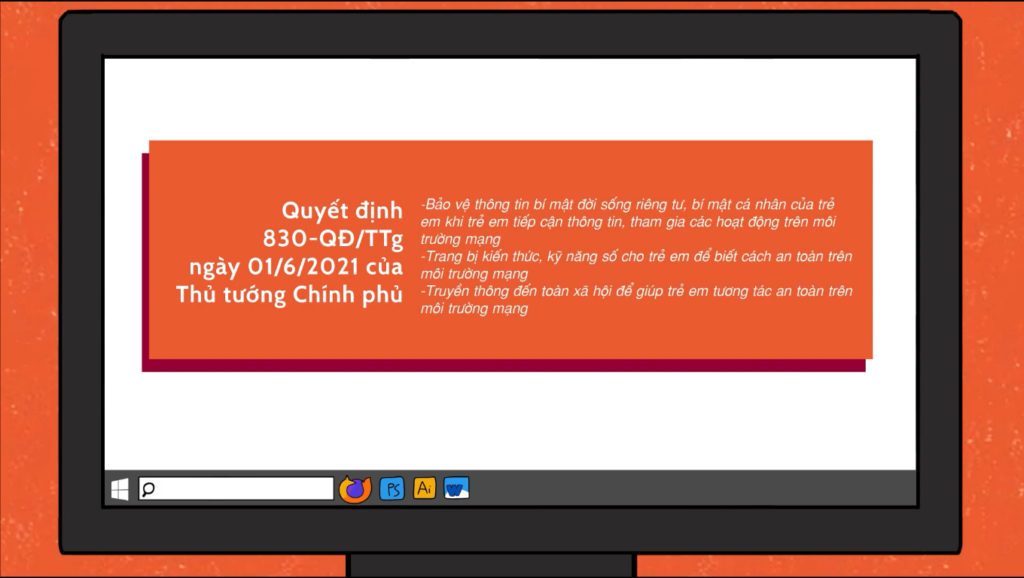 Quyết định
830-QĐ/TTg
ngày 01/6/2021 của
Thủ tướng Chính phủ
-Bảo vệ thông tin bí mật đời sống riêng tư, bí mật cá nhân của trẻ
em khi trẻ em tiếp cận thông tin, tham gia các hoạt động trên môi
trường mạng
-Trang bị kiến thức, kỹ năng số cho trẻ em để biết cách an toàn trên
môi trường mạng
-Truyền thông đến toàn xã hội để giúp trẻ em tương tác an toàn trên
môi trường mạng
PS Ai W